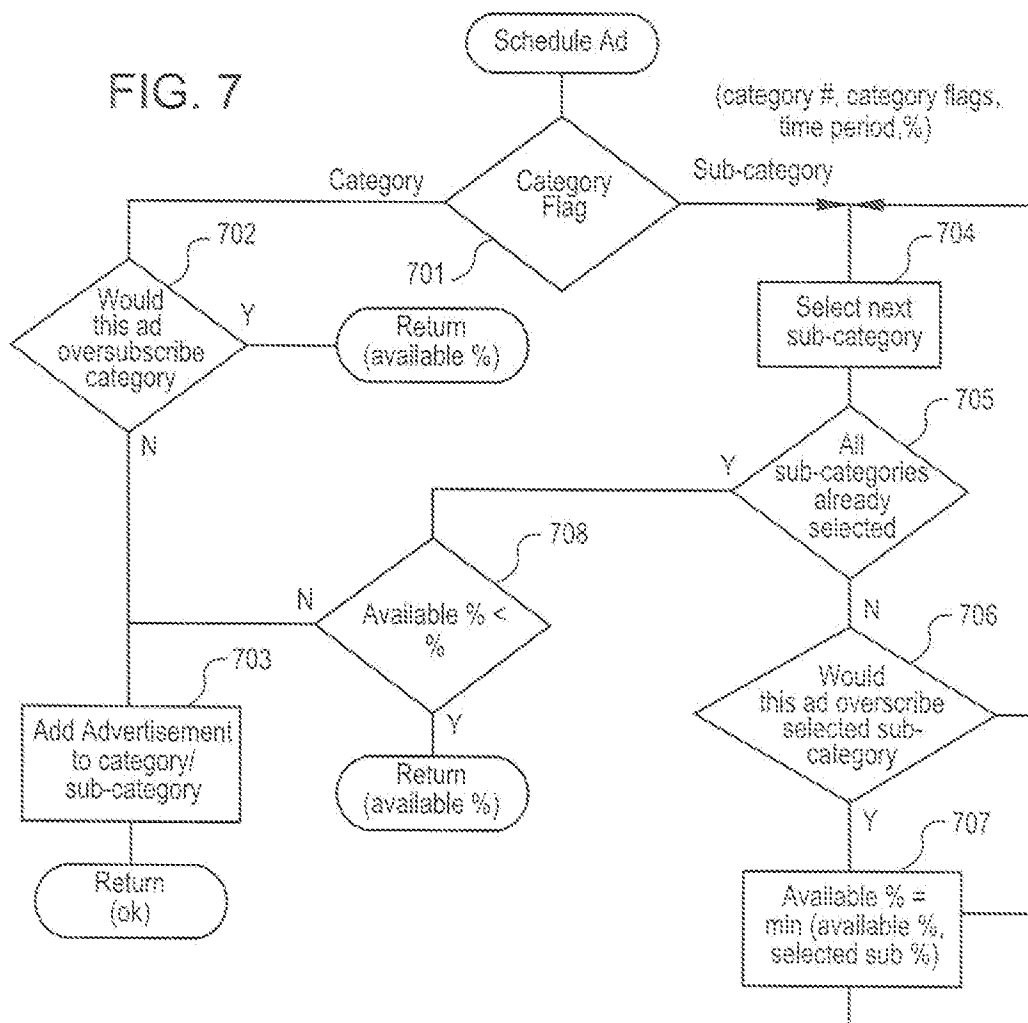 Schedule Ad
FIG. 7
(category #, category flags,
time period,%)
Category
Category
Flag
Sub-category
701
702
Would
this ad
oversubscribe
category
Y
N
Return
(available %)
704
Select next
sub-category
705
All
sub-categories
already
selected
Y
N
708
Available % <
%
N
Y
Return
(available %)
706
Would
this ad overscribe
selected sub-
category
Y
703
Add Advertisement
to category/
sub-category
Return
(ok)
707
Available % =
min (available %,
selected sub %)